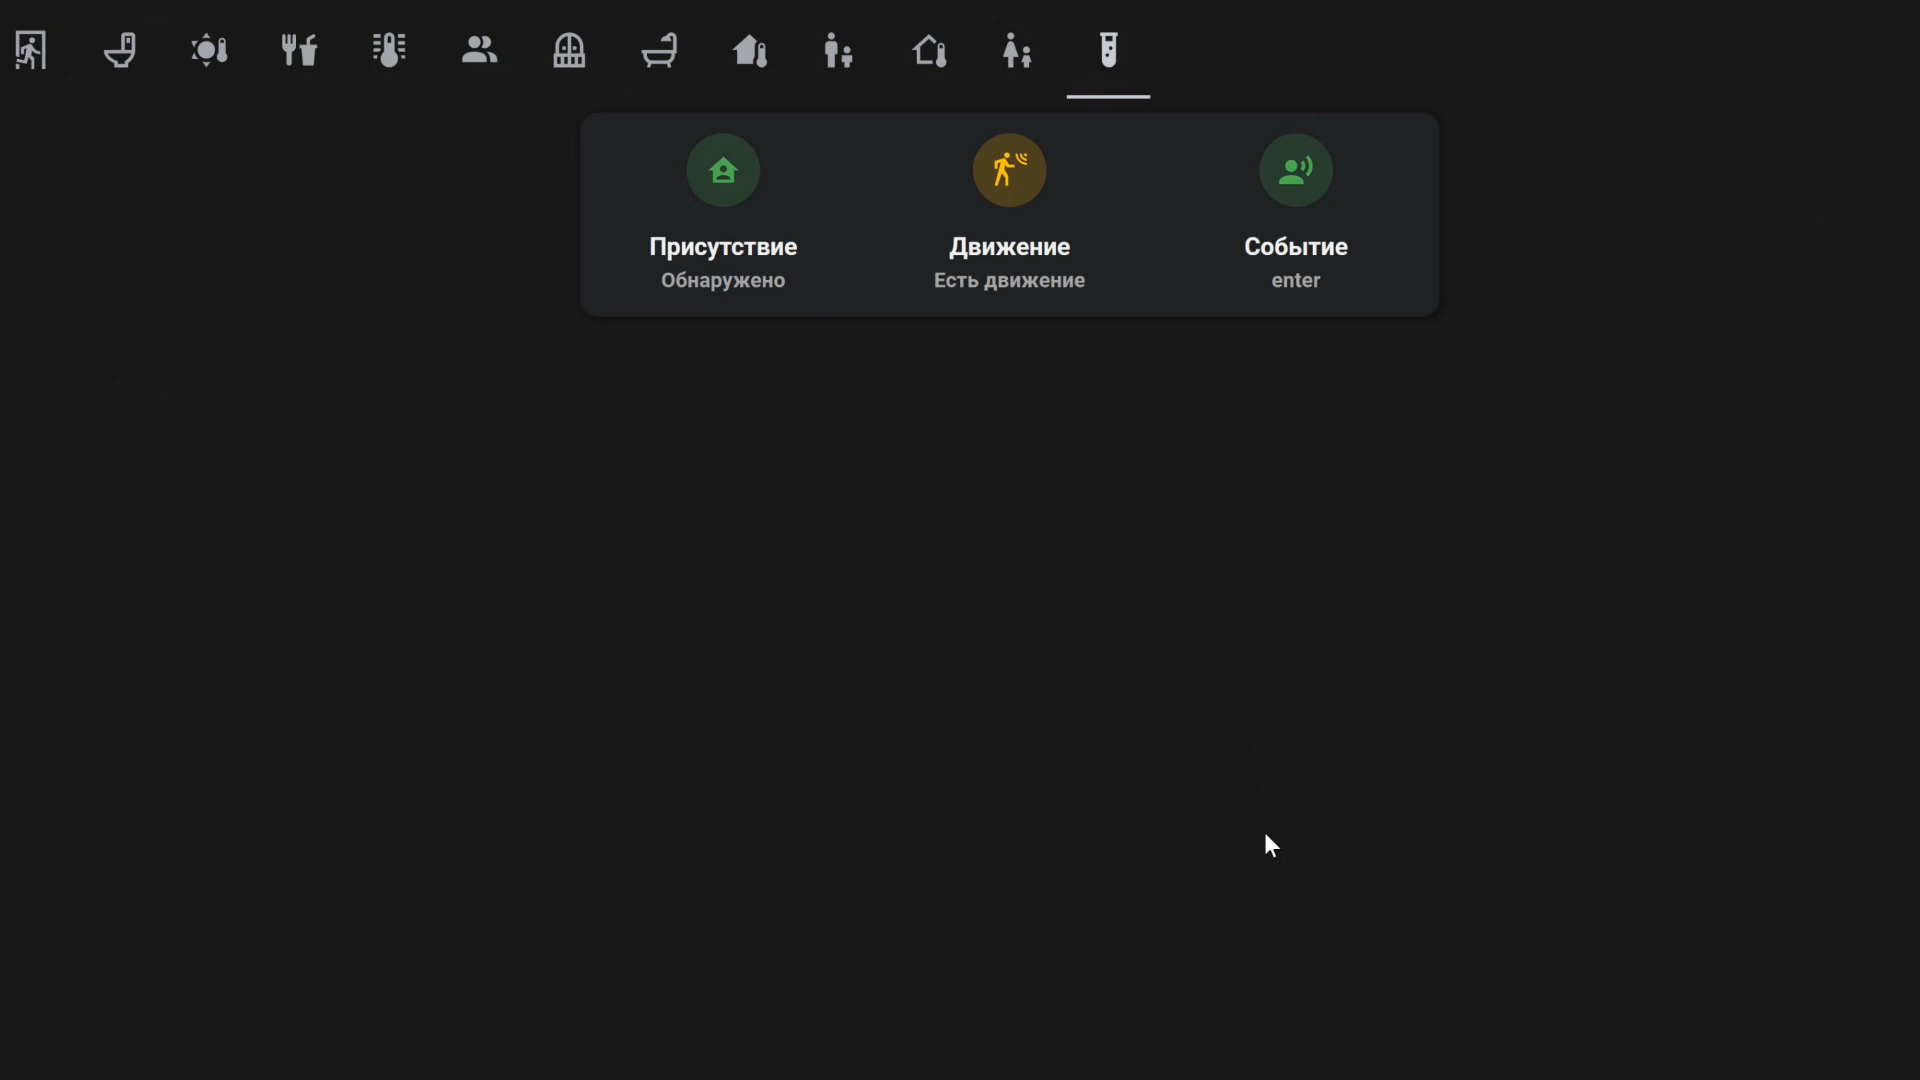 Присутствие
Обнаружено
Движение
Есть движение
Событие
enter